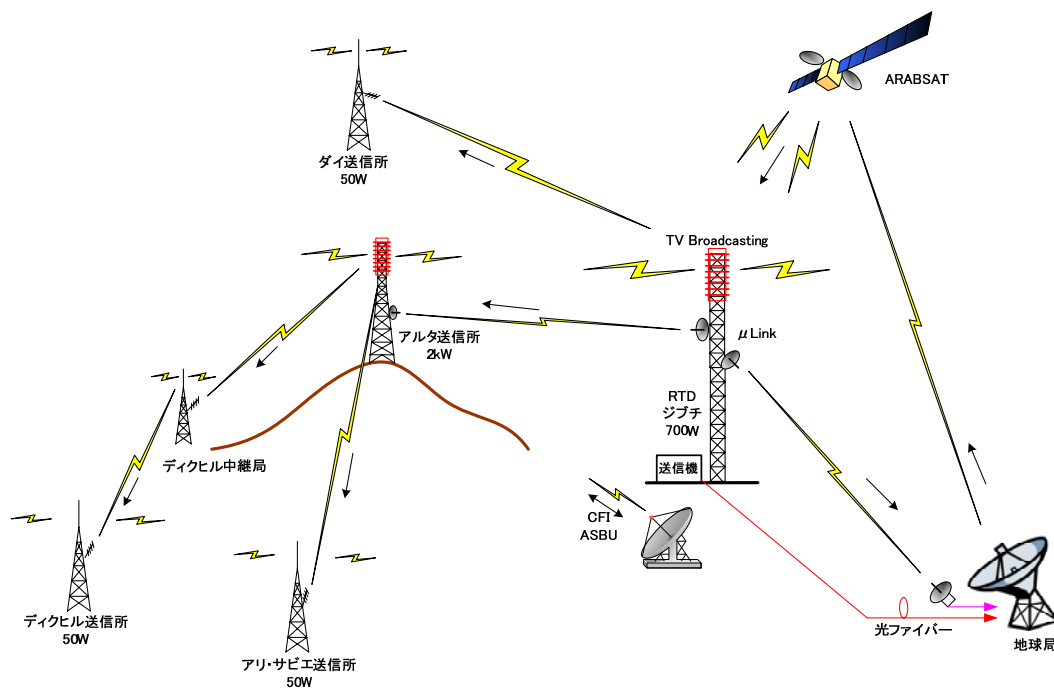 ARABSAT
ダイ送信所
50W
TV Broadcasting
アルタ送信所
2kW
μLink
RTD
ジブチ
700W
ディクヒル中継局
送信機
CFI
ASBU
ディクヒル送信所
50W
アリ・サビエ送信所
50W
光ファイバー
地球局